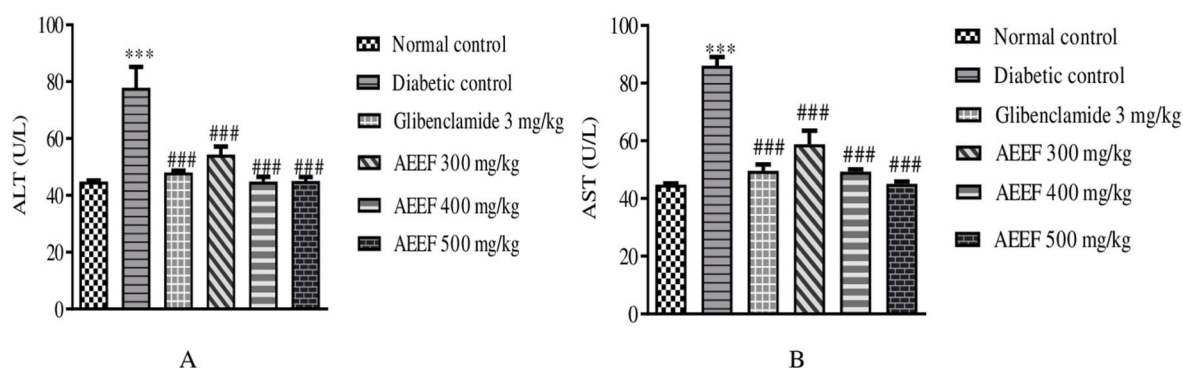 ALT (U/L)
100
80
60
40
20
0
***
###
###
###
###
Normal control
Diabetic control
Glibenclamide 3 mg/kg
AEEF 300 mg/kg
AEEF 400 mg/kg
AEEF 500 mg/kg
A
AST (U/L)
100
80
60
40
20
0
***
###
###
###
###
Normal control
Diabetic control
Glibenclamide 3 mg/kg
AEEF 300 mg/kg
AEEF 400 mg/kg
AEEF 500 mg/kg
B